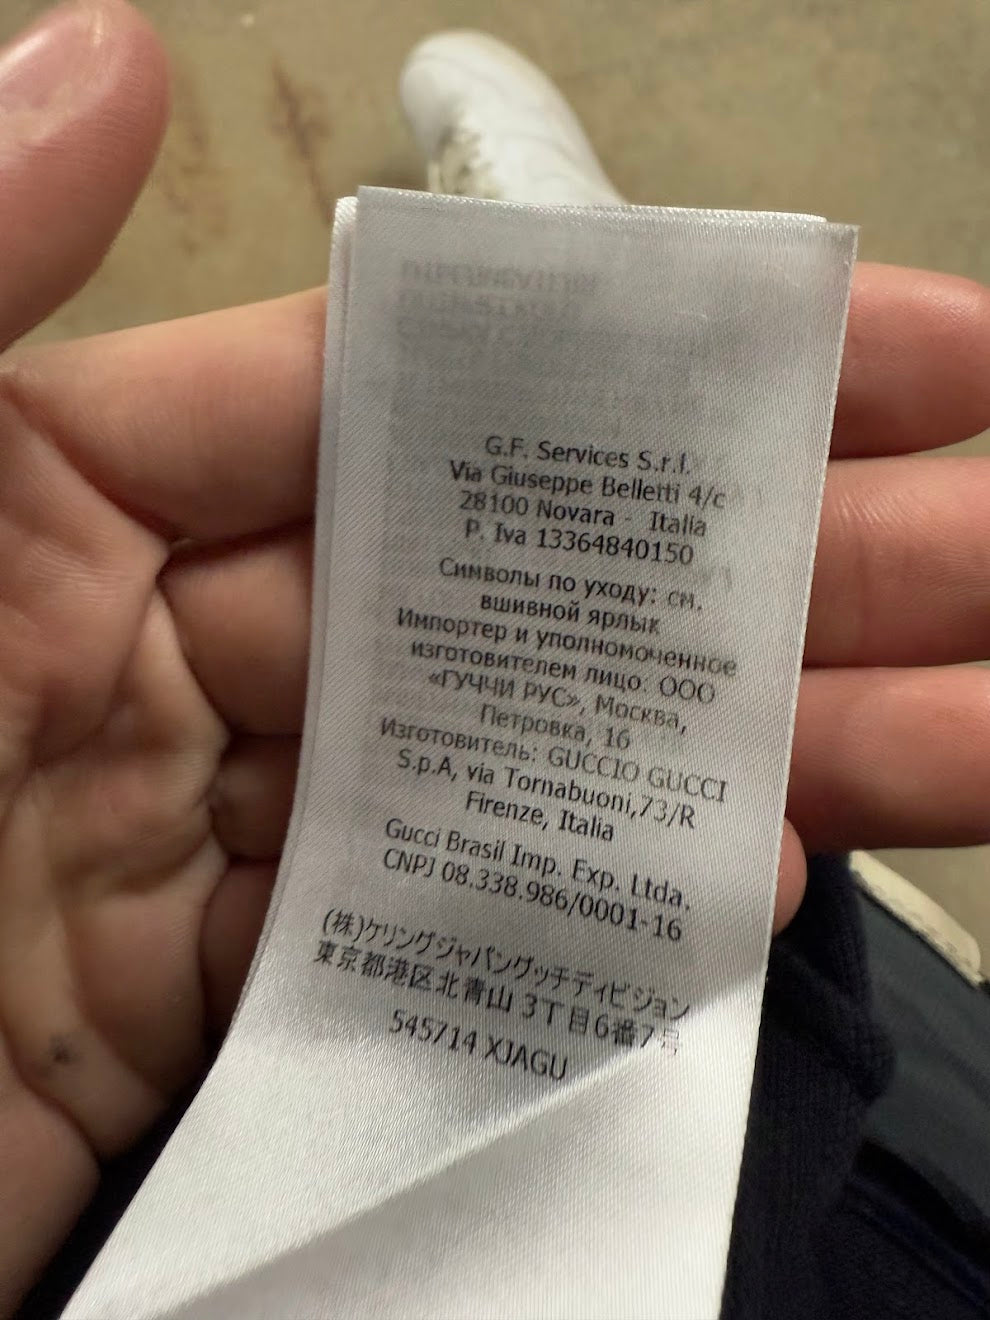 G.F. Services S.r.l.
Via Giuseppe Belletti 4/c
28100 Novara - Italia
P. Iva 13364840150
Символы по уходу: см.
вшивной ярлык
Импортер и уполномоченное
изготовителем лицо: ООО
«ГУЧЧИ РУС», Москва,
Петровка, 16
Изготовитель: GUCCIO GUCCI
S.p.A, via Tornabuoni,73/R
Firenze, Italia
Gucci Brasil Imp. Exp. Ltda.
CNPJ 08.338.986/0001-16
(株)ケリングジャパングッチディビジョン
東京都港区北青山 3丁目6番7号
545714 XJAGU